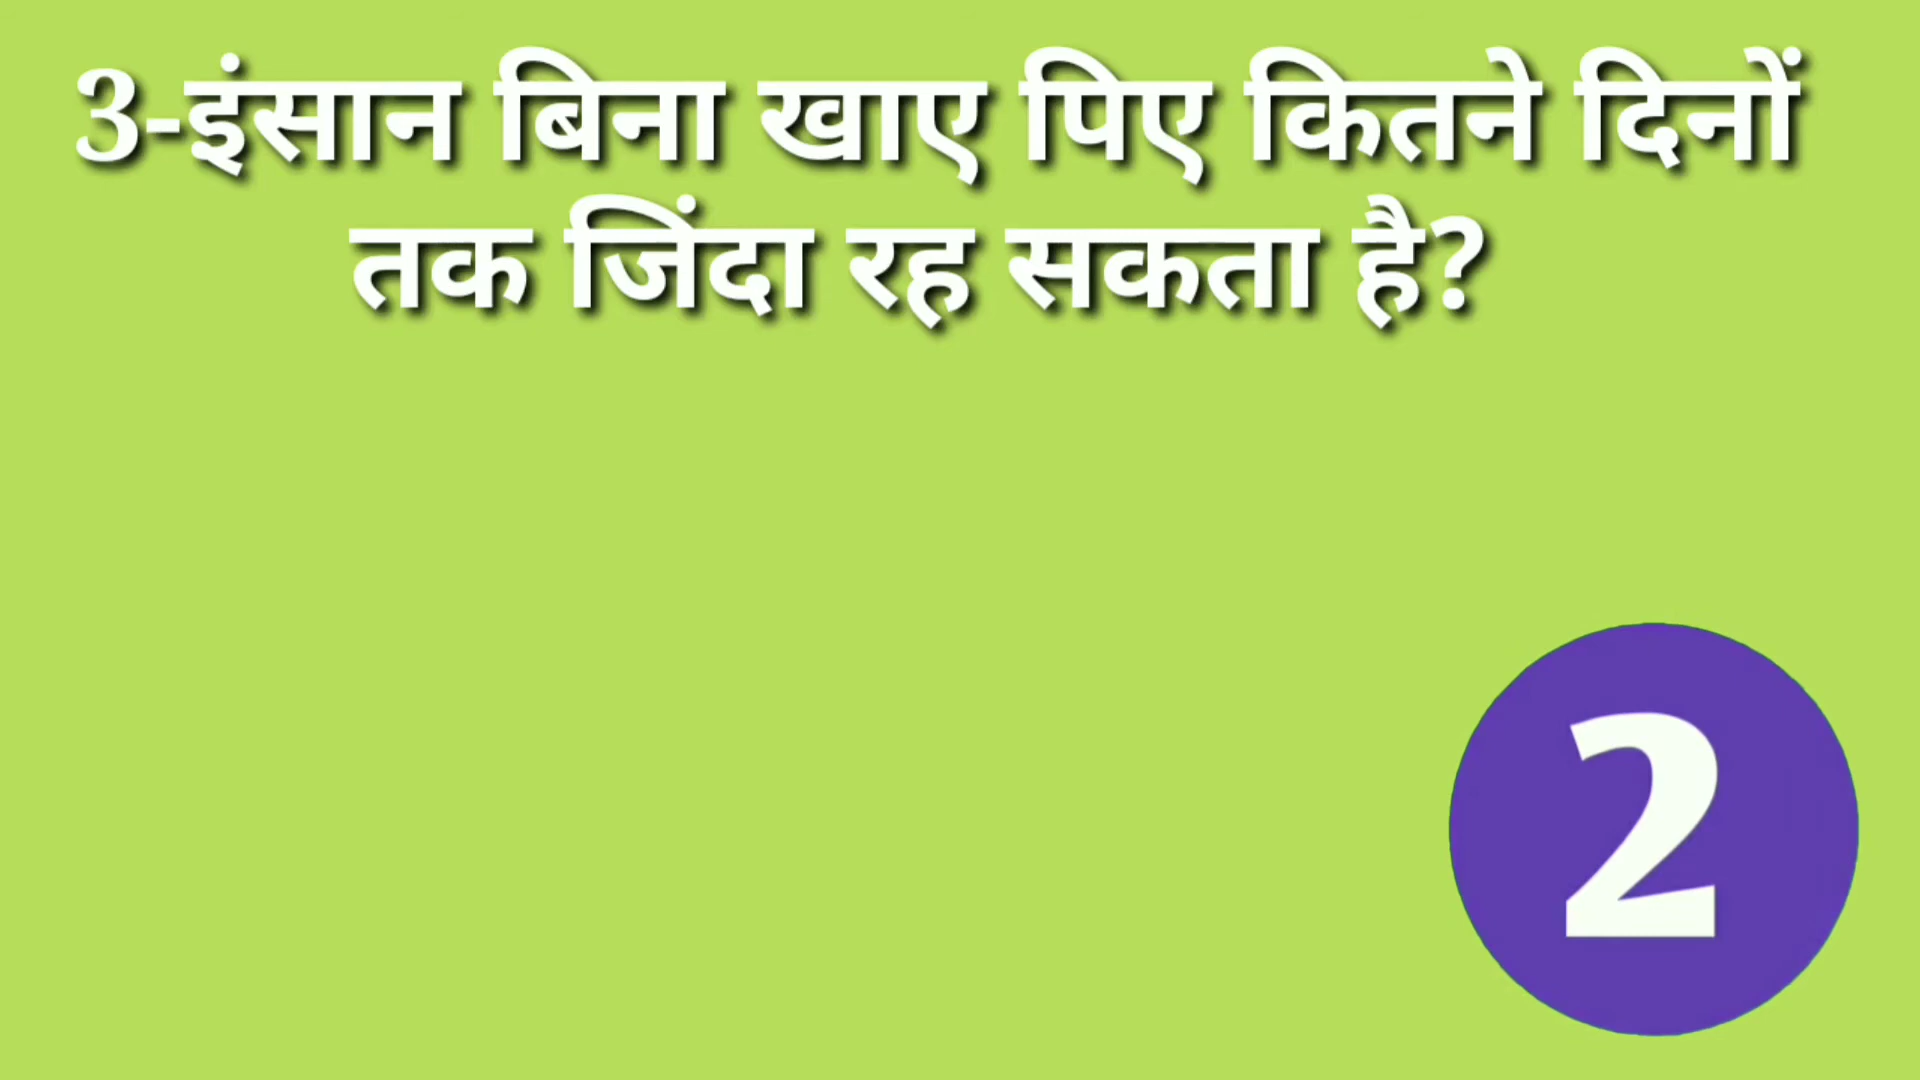 3-इंसान बिना खाए पिए कितने दिनों
तक जिंदा रह सकता है?
2